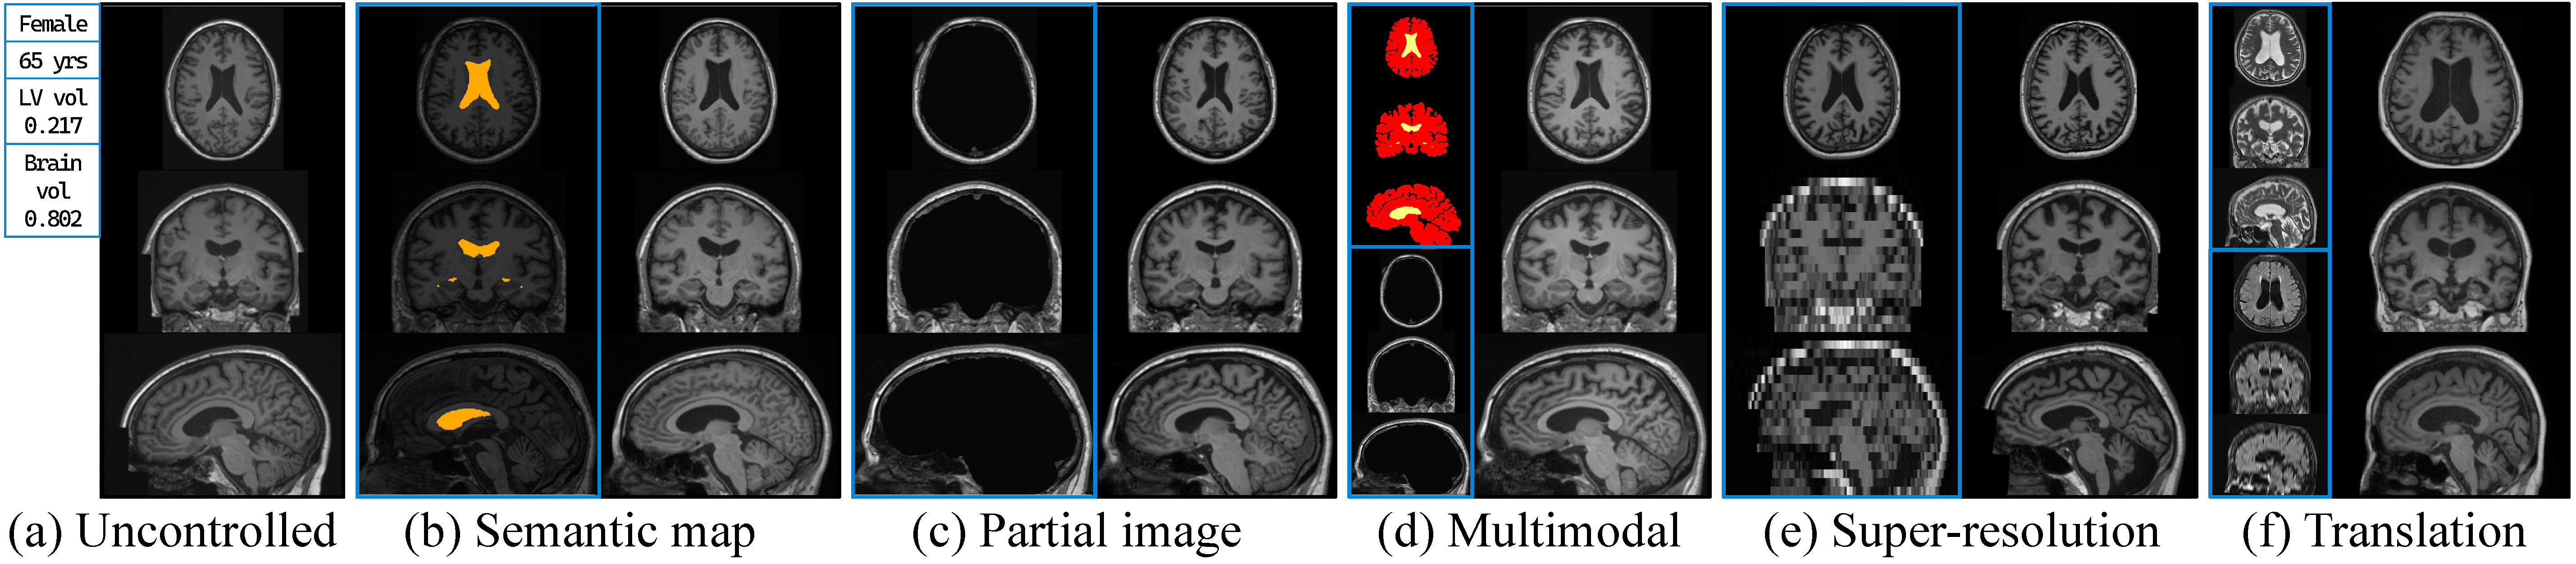 Female
65 yrs
LV vol
0.217
Brain
vol
0.802
(a) Uncontrolled
(b) Semantic map
(c) Partial image
(d) Multimodal
(e) Super-resolution
(f) Translation